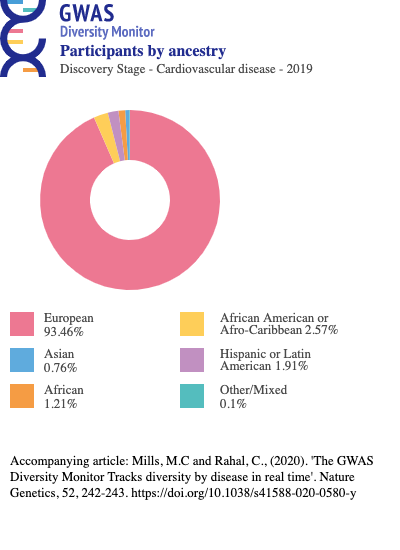 GWAS
Diversity Monitor
Participants by ancestry
Discovery Stage - Cardiovascular disease - 2019
European
93.46%
African American or
Afro-Caribbean 2.57%
Asian
0.76%
Hispanic or Latin
American 1.91%
African
1.21%
Other/Mixed
0.1%
Accompanying article: Mills, M.C and Rahal, C., (2020). 'The GWAS
Diversity Monitor Tracks diversity by disease in real time'. Nature
Genetics, 52, 242-243. https://doi.org/10.1038/s41588-020-0580-y